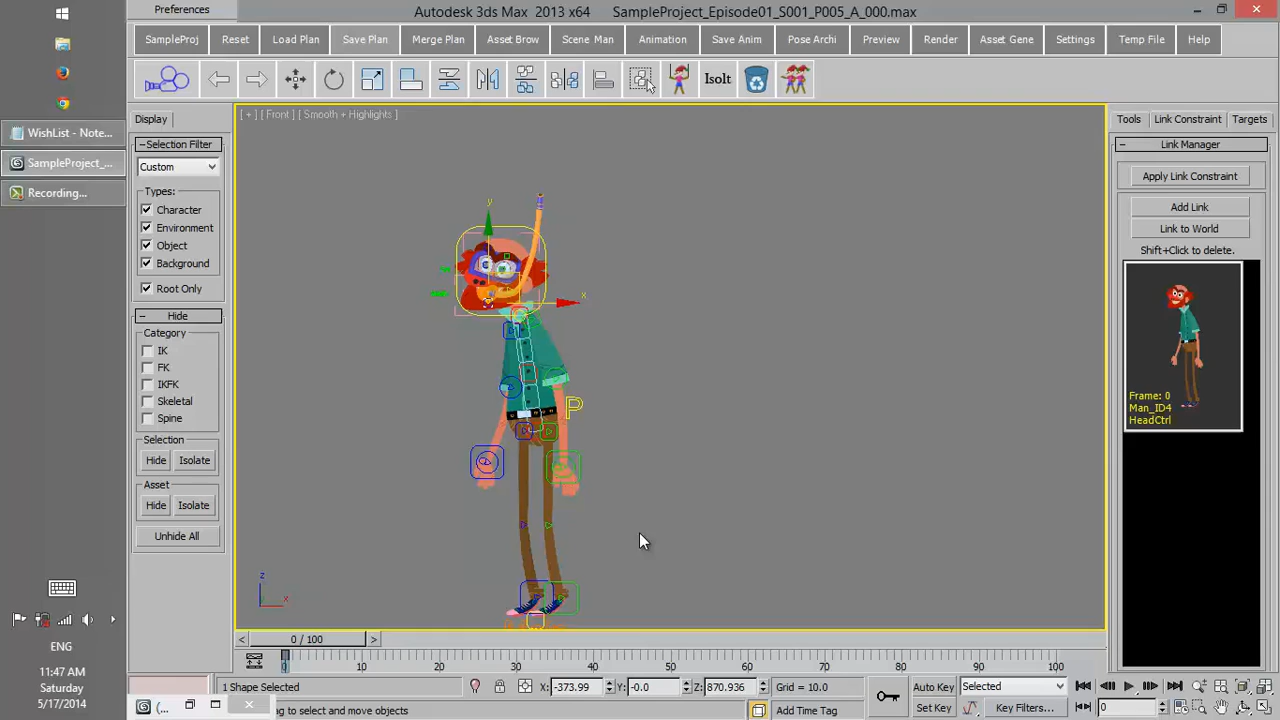 Preferences
Autodesk 3ds Max 2013 x64 SampleProject_Episode01_S001_P005_A_000.max
SampleProj Reset Load Plan Save Plan Merge Plan Asset Brow Scene Man Animation Save Anim Pose Archi Preview Render Asset Gene Settings Temp File Help
Isolt
WishList - Note...
SampleProject_...
Recording...
Display
Selection Filter
Custom
Types:
Character
Environment
Object
Background
Root Only
Hide
Category
IK
FK
IKFK
Skeletal
Spine
Selection
Hide Isolate
Asset
Hide Isolate
Unhide All
[ + ] [ Front ] [ Smooth + Highlights ]
y
x
P
z
x
Tools Link Constraint Targets
Link Manager
Apply Link Constraint
Add Link
Link to World
Shift+Click to delete.
Frame: 0
Man_ID4
HeadCtrl
< 0 / 100 >
0 10 20 30 40 50 60 70 80 90 100
1 Shape Selected X: -373.99 Y: -0.0 Z: 870.936 Grid = 10.0 Auto Key Selected
(... ng to select and move objects Add Time Tag Set Key Key Filters... 0
ENG
11:47 AM
Saturday
5/17/2014